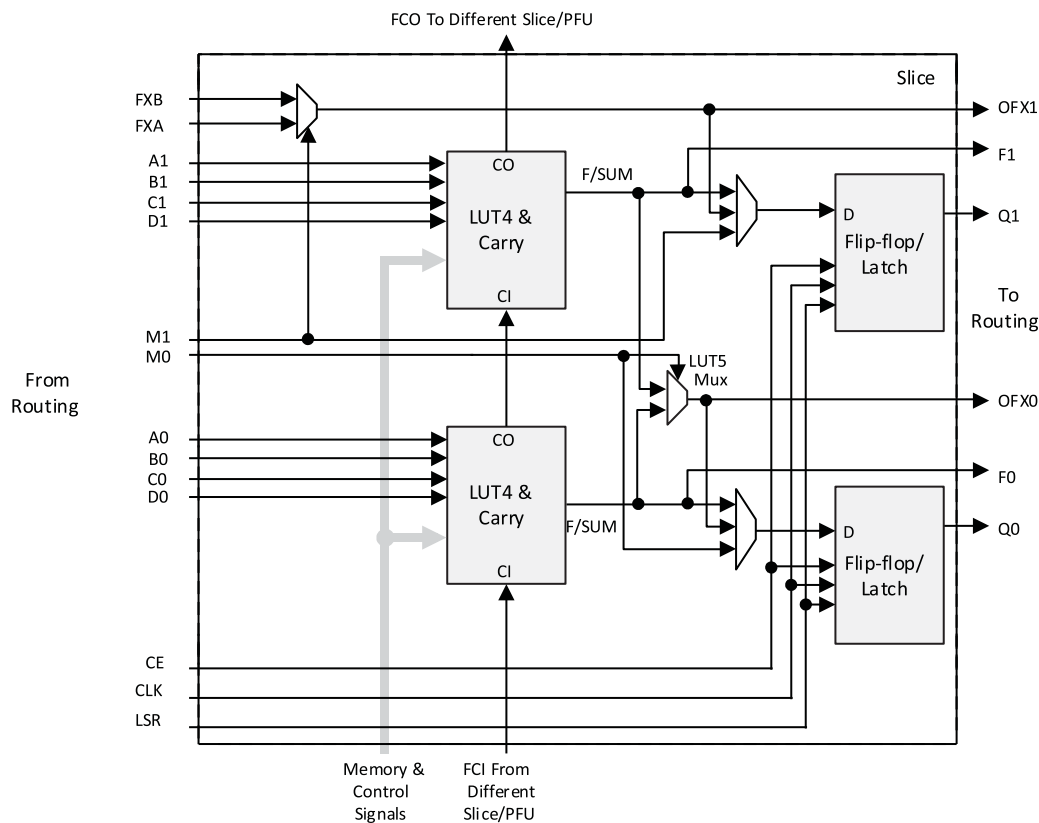 FCO To Different Slice/PFU
Slice
FXB
FXA
OFX1
A1
B1
C1
D1
CO
LUT4 &
Carry
CI
F/SUM
F1
D
Flip-flop/
Latch
Q1
To
Routing
M1
M0
LUT5
Mux
From
Routing
OFX0
A0
B0
C0
D0
CO
LUT4 &
Carry
CI
F/SUM
F0
D
Flip-flop/
Latch
Q0
CE
CLK
LSR
Memory &
Control
Signals
FCI From
Different
Slice/PFU